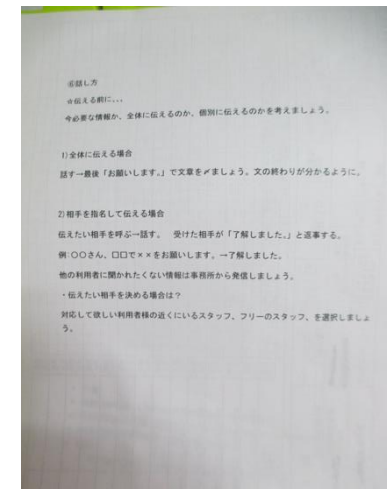 ⑥話し方
☆伝える前に、、、
今必要な情報か、全体に伝えるのか、個別に伝えるのかを考えましょう。
1)全体に伝える場合
話す→最後「お願いします。」で文章を〆ましょう。文の終わりが分かるように。
2)相手を指名して伝える場合
伝えたい相手を呼ぶ→話す。 受けた相手が「了解しました。」と返事する。
例 〇〇さん、□□で××をお願いします。→了解しました。
他の利用者に聞かれたくない情報は事務所から発信しましょう。
・伝えたい相手を決める場合は？
対応して欲しい利用者様の近くにいるスタッフ、フリーのスタッフ、を選択しましょ
う。